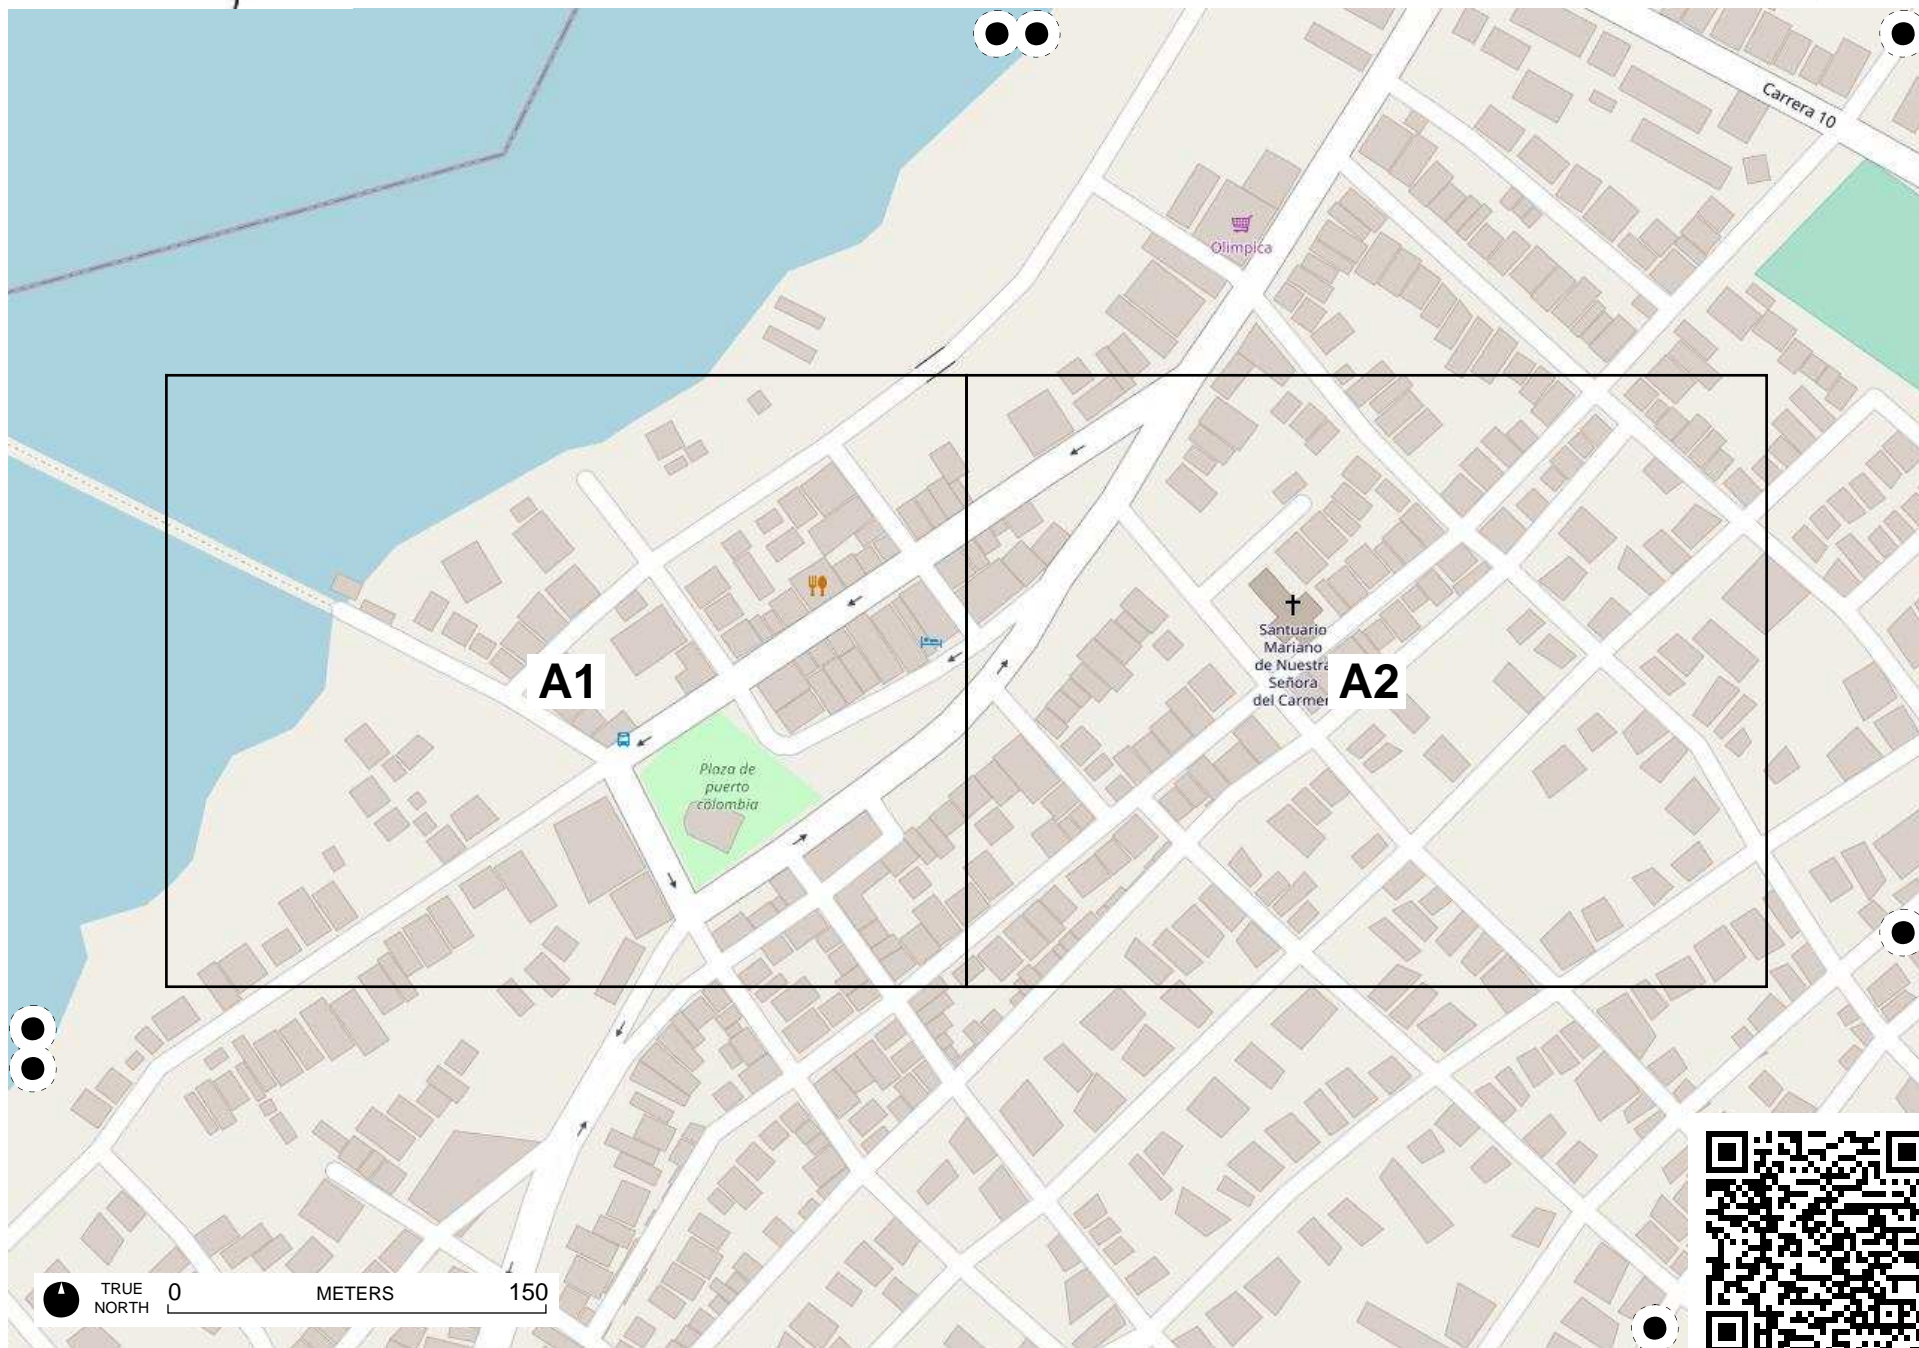 Carrera 10
Olimpica
Santuario
Mariano
de Nuestra
Señora
del Carmen
A1
A2
Plaza de
puerto
colombia
TRUE
NORTH
0
METERS
150